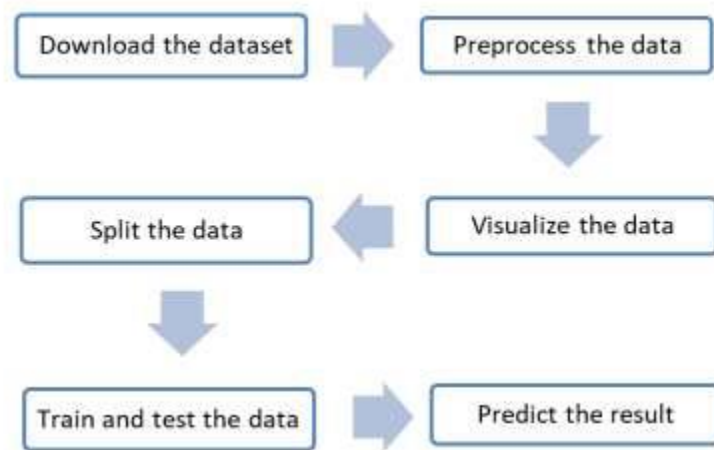 Download the dataset
Preprocess the data
Visualize the data
Split the data
Train and test the data
Predict the result